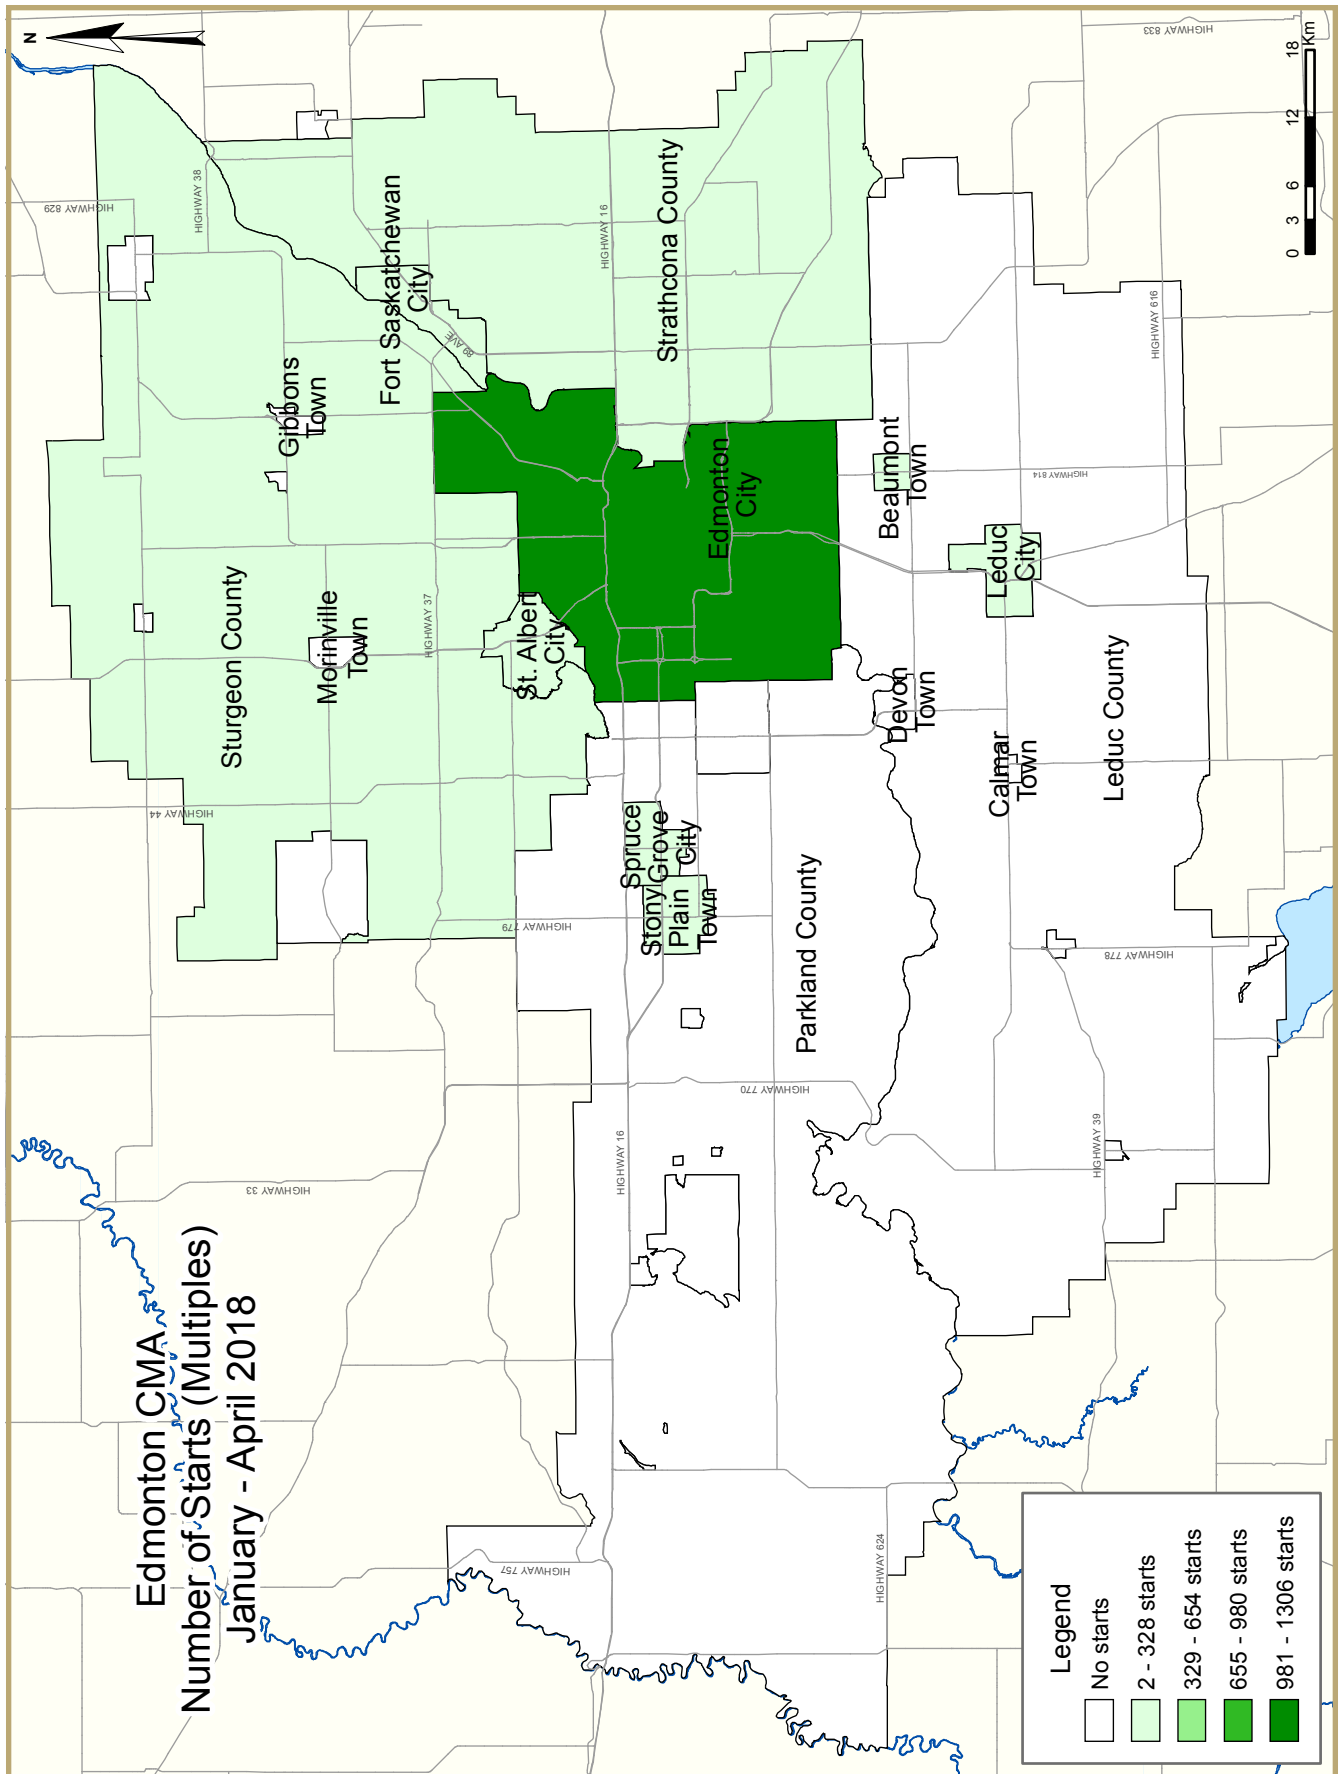 Edmonton CMA
Number of Starts (Multiples)
January - April 2018
N
HIGHWAY 829
HIGHWAY 38
HIGHWAY 833
Fort Saskatchewan
City
89 AVE
Gibbons
Town
HIGHWAY 16
Strathcona County
Sturgeon County
Morinville
Town
HIGHWAY 37
St. Albert
City
Edmonton
City
HIGHWAY 44
HIGHWAY 779
Spruce
Grove
City
Stony
Plain
Town
Parkland County
Beaumont
Town
HIGHWAY 814
HIGHWAY 616
Leduc
City
Devon
Town
Calmar
Town
Leduc County
HIGHWAY 778
HIGHWAY 770
HIGHWAY 39
HIGHWAY 33
HIGHWAY 16
HIGHWAY 757
HIGHWAY 624
Legend
No starts
2 - 328 starts
329 - 654 starts
655 - 980 starts
981 - 1306 starts
0 3 6 12 18
Km